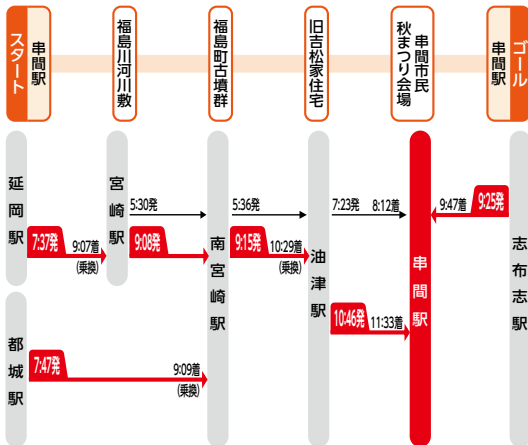 スタート
串間駅
福島川河川敷
福島町古墳群
旧吉松家住宅
串間市民
秋まつり会場
串間駅
ゴール
延岡駅
7:37発
9:07着
(乗換)
宮崎駅
5:30発
9:08発
南宮崎駅
5:36発
9:15発
10:29着
(乗換)
油津駅
7:23発
8:12着
10:46発
11:33着
串間駅
9:47着
9:25発
志布志駅
都城駅
7:47発
9:09着
(乗換)